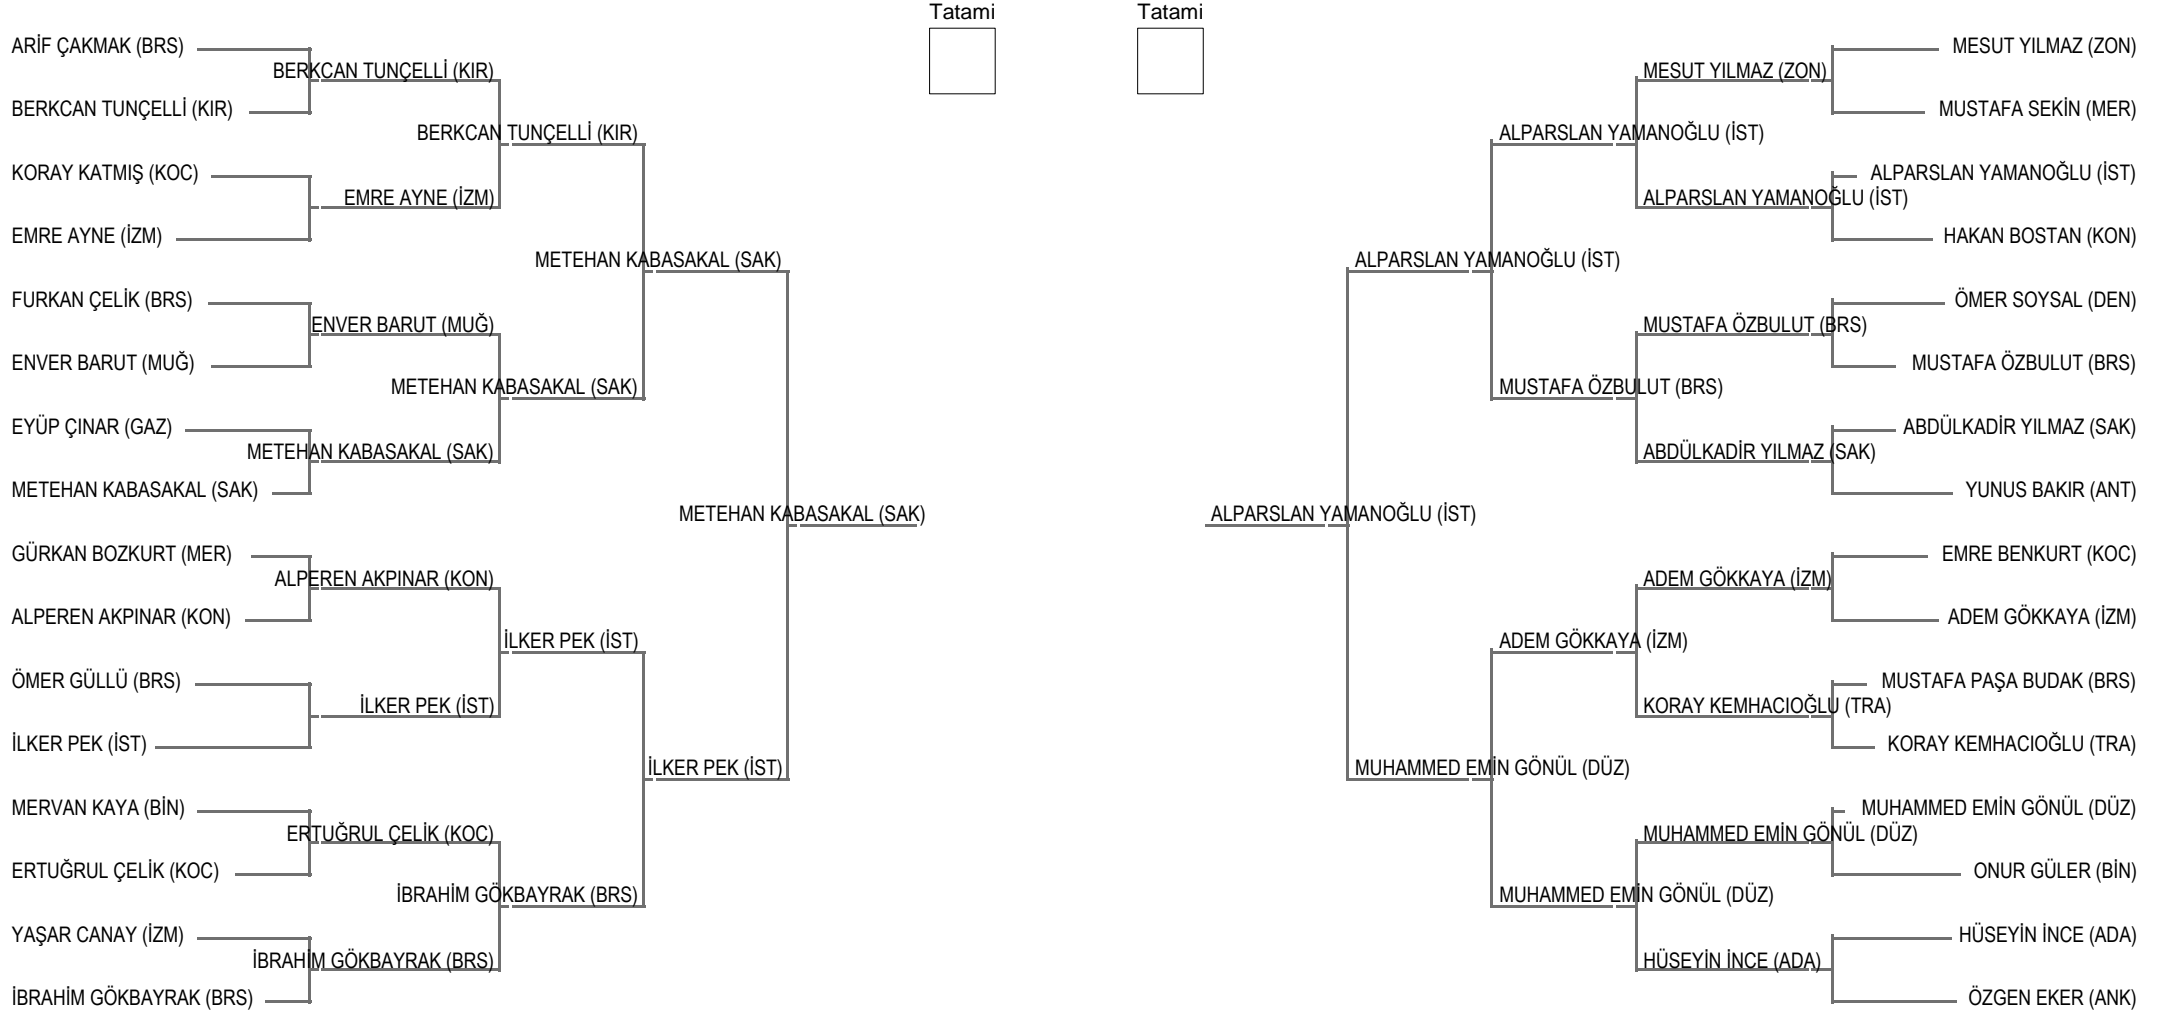 Tatami
Tatami
ARİF ÇAKMAK (BRS)
BERKCAN TUNÇELLİ (KIR)
BERKCAN TUNÇELLİ (KIR)
BERKCAN TUNÇELLİ (KIR)
KORAY KATMIŞ (KOC)
EMRE AYNE (İZM)
EMRE AYNE (İZM)
METEHAN KABASAKAL (SAK)
FURKAN ÇELİK (BRS)
ENVER BARUT (MUĞ)
ENVER BARUT (MUĞ)
METEHAN KABASAKAL (SAK)
EYÜP ÇINAR (GAZ)
METEHAN KABASAKAL (SAK)
METEHAN KABASAKAL (SAK)
METEHAN KABASAKAL (SAK)
GÜRKAN BOZKURT (MER)
ALPEREN AKPINAR (KON)
ALPEREN AKPINAR (KON)
İLKER PEK (İST)
ÖMER GÜLLÜ (BRS)
İLKER PEK (İST)
İLKER PEK (İST)
İLKER PEK (İST)
MERVAN KAYA (BİN)
ERTUĞRUL ÇELİK (KOC)
ERTUĞRUL ÇELİK (KOC)
İBRAHİM GÖKBAYRAK (BRS)
YAŞAR CANAY (İZM)
İBRAHİM GÖKBAYRAK (BRS)
İBRAHİM GÖKBAYRAK (BRS)
MESUT YILMAZ (ZON)
MESUT YILMAZ (ZON)
MUSTAFA SEKİN (MER)
ALPARSLAN YAMANOĞLU (İST)
ALPARSLAN YAMANOĞLU (İST)
ALPARSLAN YAMANOĞLU (İST)
HAKAN BOSTAN (KON)
ALPARSLAN YAMANOĞLU (İST)
ÖMER SOYSAL (DEN)
MUSTAFA ÖZBULUT (BRS)
MUSTAFA ÖZBULUT (BRS)
MUSTAFA ÖZBULUT (BRS)
ABDÜLKADİR YILMAZ (SAK)
ABDÜLKADİR YILMAZ (SAK)
YUNUS BAKIR (ANT)
ALPARSLAN YAMANOĞLU (İST)
EMRE BENKURT (KOC)
ADEM GÖKKAYA (İZM)
ADEM GÖKKAYA (İZM)
ADEM GÖKKAYA (İZM)
MUSTAFA PAŞA BUDAK (BRS)
KORAY KEMHACIOĞLU (TRA)
KORAY KEMHACIOĞLU (TRA)
MUHAMMED EMİN GÖNÜL (DÜZ)
MUHAMMED EMİN GÖNÜL (DÜZ)
MUHAMMED EMİN GÖNÜL (DÜZ)
ONUR GÜLER (BİN)
MUHAMMED EMİN GÖNÜL (DÜZ)
HÜSEYİN İNCE (ADA)
HÜSEYİN İNCE (ADA)
ÖZGEN EKER (ANK)